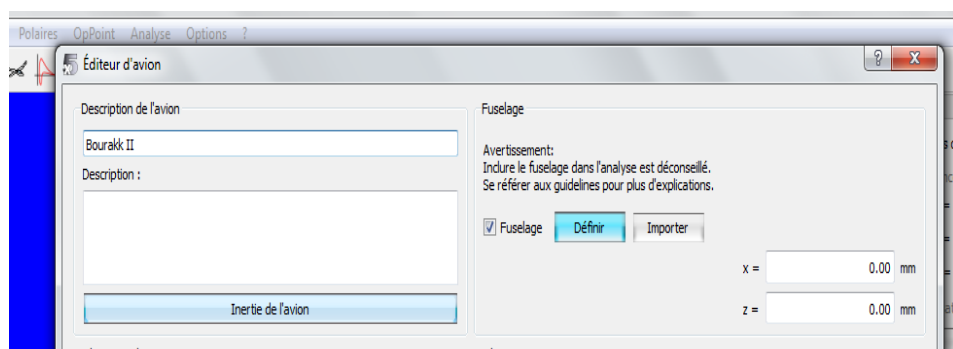 Polaires OpPoint Analyse Options ?
Éditeur d'avion
Description de l'avion
Bourakk II
Description :
Inertie de l'avion
Fuselage
Avertissement:
Inclure le fuselage dans l'analyse est déconseillé.
Se référer aux guidelines pour plus d'explications.
Fuselage Définir Importer
x = 0.00 mm
z = 0.00 mm